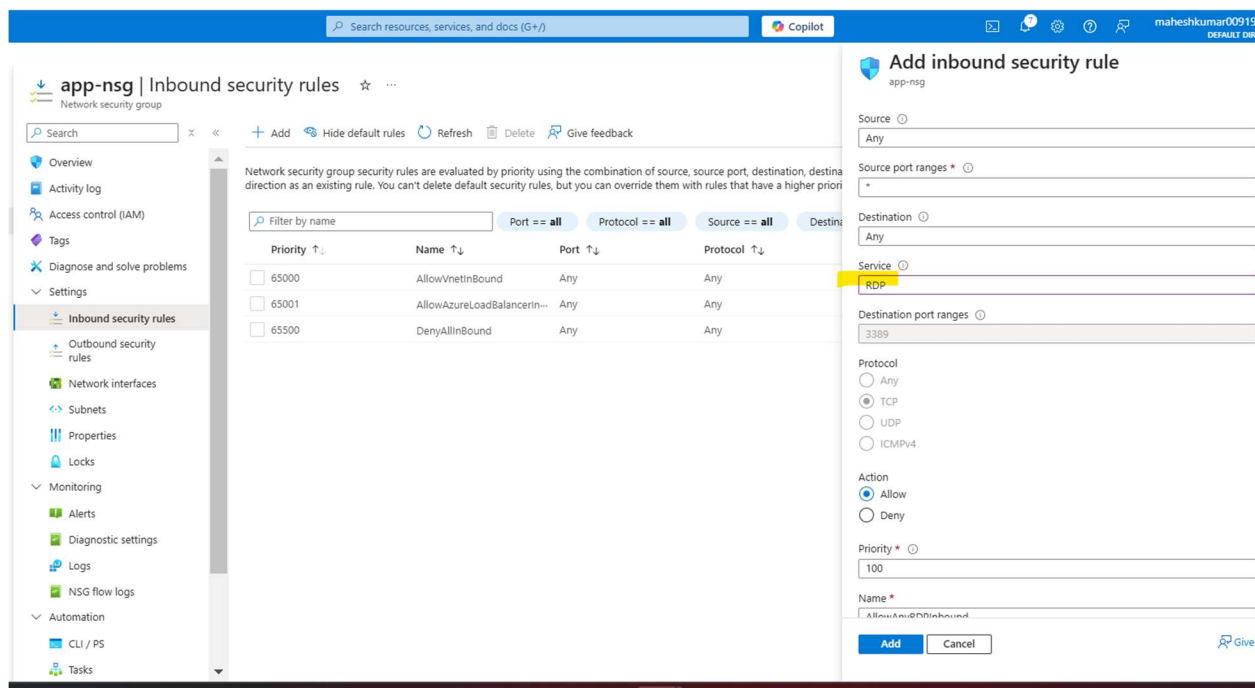 Search resources, services, and docs (G+/)
Copilot
7
maheshkumar00919
DEFAULT DIR
app-nsg | Inbound security rules
Network security group
Search
Overview
Activity log
Access control (IAM)
Tags
Diagnose and solve problems
Settings
Inbound security rules
Outbound security
rules
Network interfaces
Subnets
Properties
Locks
Monitoring
Alerts
Diagnostic settings
Logs
NSG flow logs
Automation
CLI / PS
Tasks
Add Hide default rules Refresh Delete Give feedback
Network security group security rules are evaluated by priority using the combination of source, source port, destination, destina
direction as an existing rule. You can't delete default security rules, but you can override them with rules that have a higher priori
Filter by name
Port == all Protocol == all Source == all Destina
Priority Name Port Protocol
65000 AllowVnetInBound Any Any
65001 AllowAzureLoadBalancerIn... Any Any
65500 DenyAllInBound Any Any
Add inbound security rule
app-nsg
Source
Any
Source port ranges *
*
Destination
Any
Service
RDP
Destination port ranges
3389
Protocol
Any
TCP
UDP
ICMPv4
Action
Allow
Deny
Priority *
100
Name *
AllowAnyRDPInbound
Add Cancel
Give